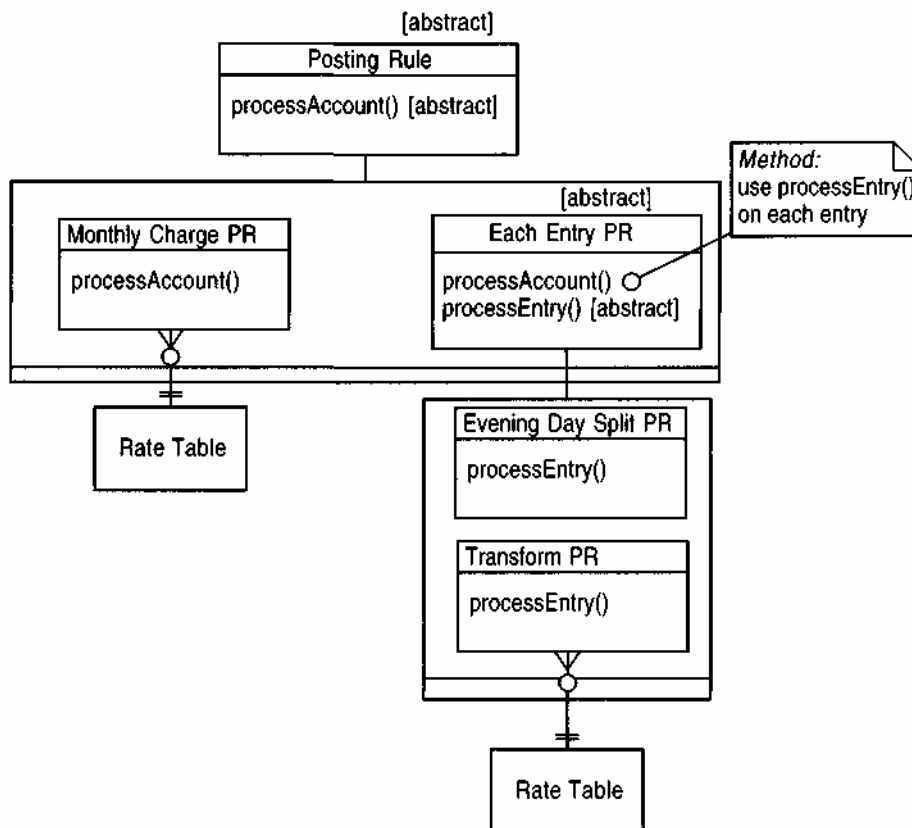 [abstract]
Posting Rule
processAccount() [abstract]
Method:
use processEntry()
on each entry
[abstract]
Monthly Charge PR
processAccount()
Each Entry PR
processAccount()
processEntry() [abstract]
Rate Table
Evening Day Split PR
processEntry()
Transform PR
processEntry()
Rate Table